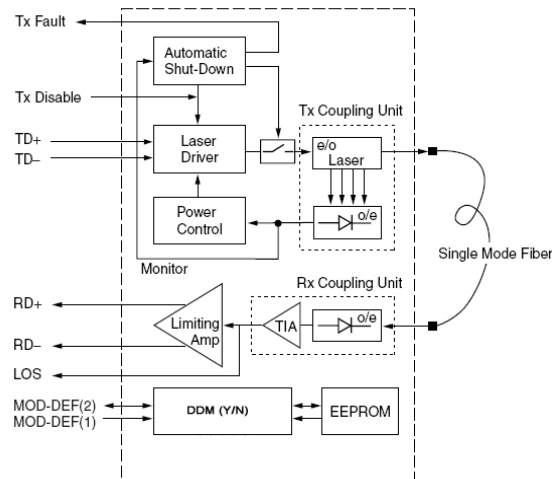 Tx Fault
Automatic
Shut-Down
Tx Disable
Tx Coupling Unit
TD+
TD–
Laser
Driver
e/o
Laser
Power
Control
o/e
Monitor
Single Mode Fiber
Rx Coupling Unit
RD+
RD–
LOS
Limiting
Amp
TIA
o/e
MOD-DEF(2)
MOD-DEF(1)
DDM (Y/N)
EEPROM